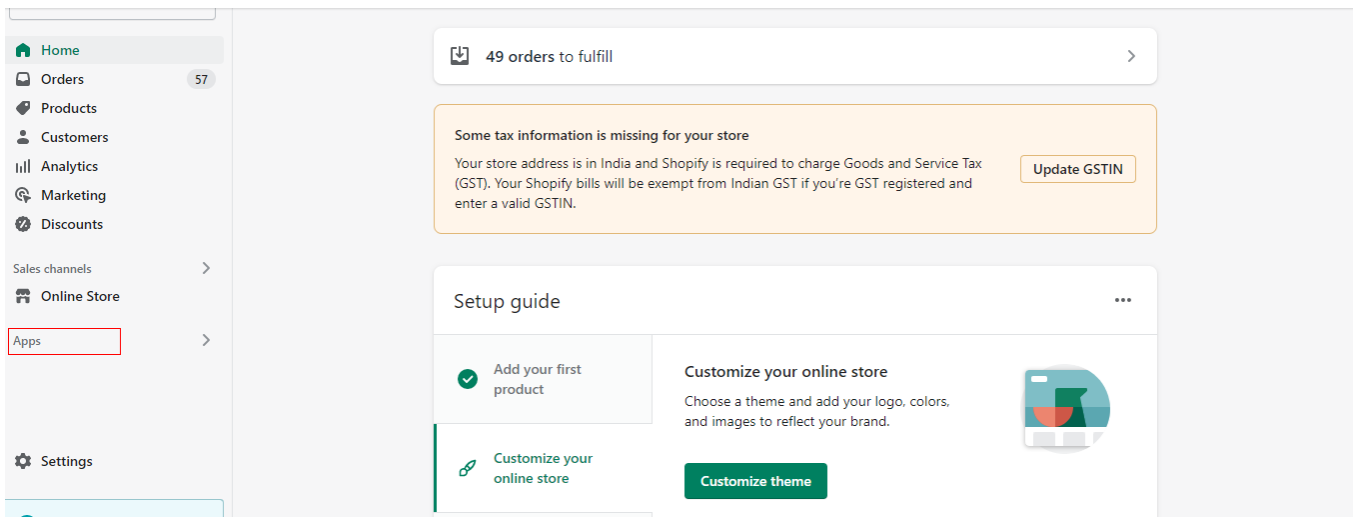 Home
Orders 57
Products
Customers
Analytics
Marketing
Discounts
Sales channels
Online Store
Apps
Settings
49 orders to fulfill
Some tax information is missing for your store
Your store address is in India and Shopify is required to charge Goods and Service Tax
(GST). Your Shopify bills will be exempt from Indian GST if you're GST registered and
enter a valid GSTIN.
Update GSTIN
Setup guide
Add your first
product
Customize your
online store
Customize your online store
Choose a theme and add your logo, colors,
and images to reflect your brand.
Customize theme